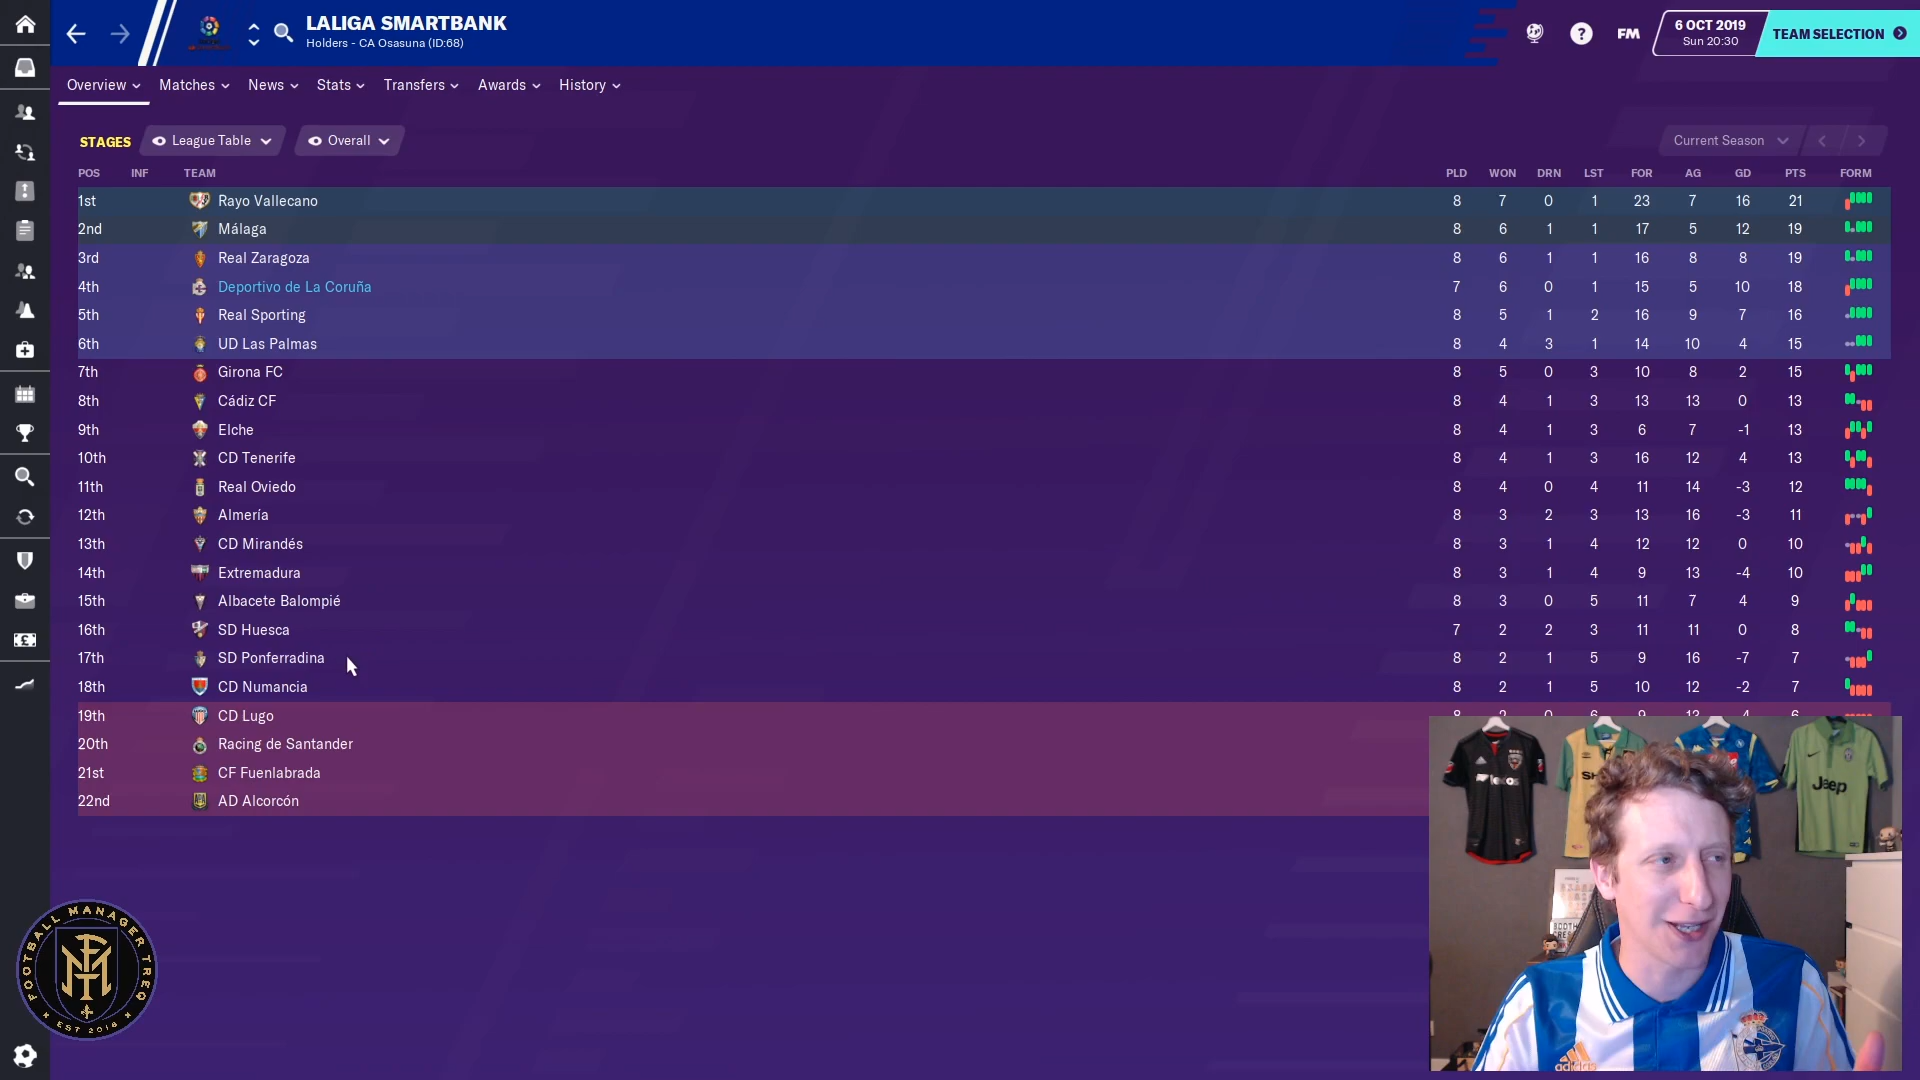 LALIGA SMARTBANK
Holders - CA Osasuna (ID:68)
? FM 6 OCT 2019 TEAM SELECTION
Sun 20:30
Overview Matches News Stats Transfers Awards History
STAGES League Table Overall Current Season
POS INF TEAM PLD WON DRN LST FOR AG GD PTS FORM
1st Rayo Vallecano 8 7 0 1 23 7 16 21
2nd Málaga 8 6 1 1 17 5 12 19
3rd Real Zaragoza 8 6 1 1 16 8 8 19
4th Deportivo de La Coruña 7 6 0 1 15 5 10 18
5th Real Sporting 8 5 1 2 16 9 7 16
6th UD Las Palmas 8 4 3 1 14 10 4 15
7th Girona FC 8 5 0 3 10 8 2 15
8th Cádiz CF 8 4 1 3 13 13 0 13
9th Elche 8 4 1 3 6 7 -1 13
10th CD Tenerife 8 4 1 3 16 12 4 13
11th Real Oviedo 8 4 0 4 11 14 -3 12
12th Almería 8 3 2 3 13 16 -3 11
13th CD Mirandés 8 3 1 4 12 12 0 10
14th Extremadura 8 3 1 4 9 13 -4 10
15th Albacete Balompié 8 3 0 5 11 7 4 9
16th SD Huesca 7 2 2 3 11 11 0 8
17th SD Ponferradina 8 2 1 5 9 16 -7 7
18th CD Numancia 8 2 1 5 10 12 -2 7
19th CD Lugo
20th Racing de Santander
21st CF Fuenlabrada
22nd AD Alcorcón
FOOTBALL MANAGER TREQ
EST 2018
Jeep
adidas